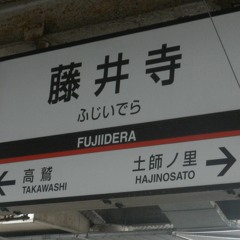 藤井寺
ふじいでら
FUJIIDERA
← 高鷲 土師ノ里 →
TAKAWASHI HAJINOSATO